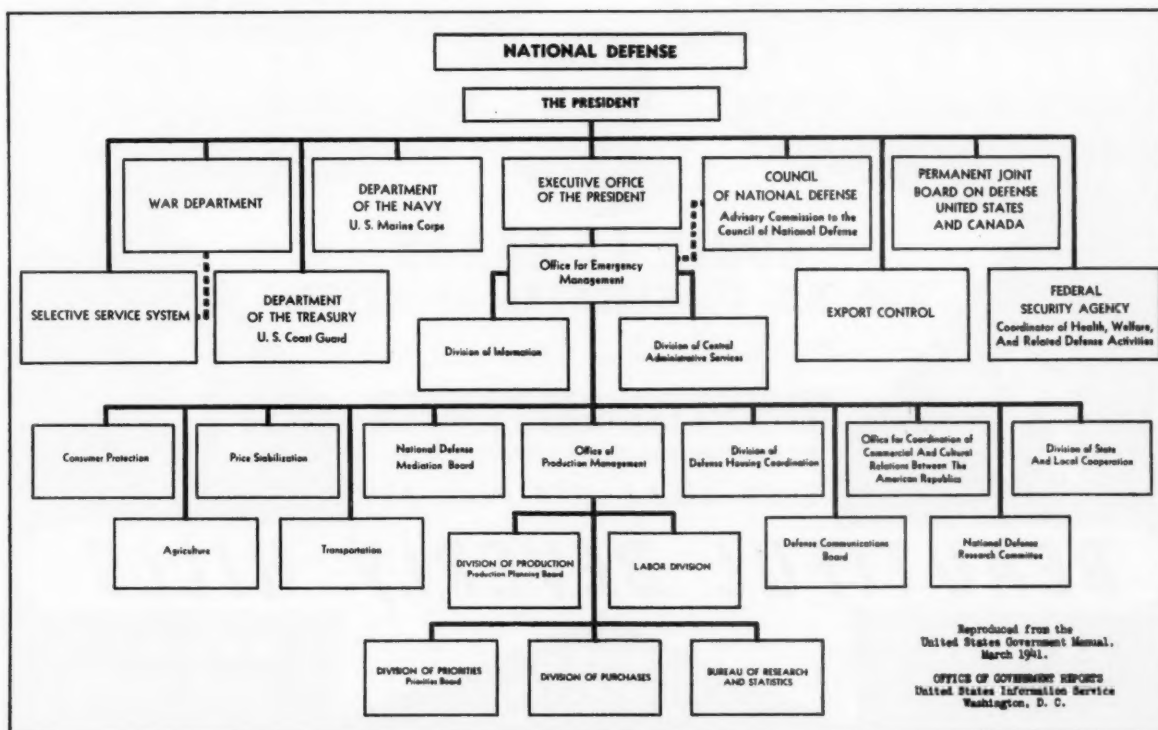 NATIONAL DEFENSE
THE PRESIDENT
WAR DEPARTMENT
DEPARTMENT
OF THE NAVY
U. S. Marine Corps
EXECUTIVE OFFICE
OF THE PRESIDENT
COUNCIL
OF NATIONAL DEFENSE
Advisory Commission to the
Council of National Defense
PERMANENT JOINT
BOARD ON DEFENSE
UNITED STATES
AND CANADA
SELECTIVE SERVICE SYSTEM
DEPARTMENT
OF THE TREASURY
U. S. Coast Guard
Office for Emergency
Management
EXPORT CONTROL
FEDERAL
SECURITY AGENCY
Coordinator of Health, Welfare,
And Related Defense Activities
Division of Information
Division of Central
Administrative Services
Consumer Protection
Price Stabilization
National Defense
Mediation Board
Office of
Production Management
Division of
Defense Housing Coordination
Office for Coordination of
Commercial And Cultural
Relations Between The
American Republics
Division of State
And Local Cooperation
Agriculture
Transportation
DIVISION OF PRODUCTION
Production Planning Board
LABOR DIVISION
Defense Communications
Board
National Defense
Research Committee
DIVISION OF PRIORITIES
Priorities Board
DIVISION OF PURCHASES
BUREAU OF RESEARCH
AND STATISTICS
Reproduced from the
United States Government Manual.
March 1941.
OFFICE OF GOVERNMENT REPORTS
United States Information Service
Washington, D. C.